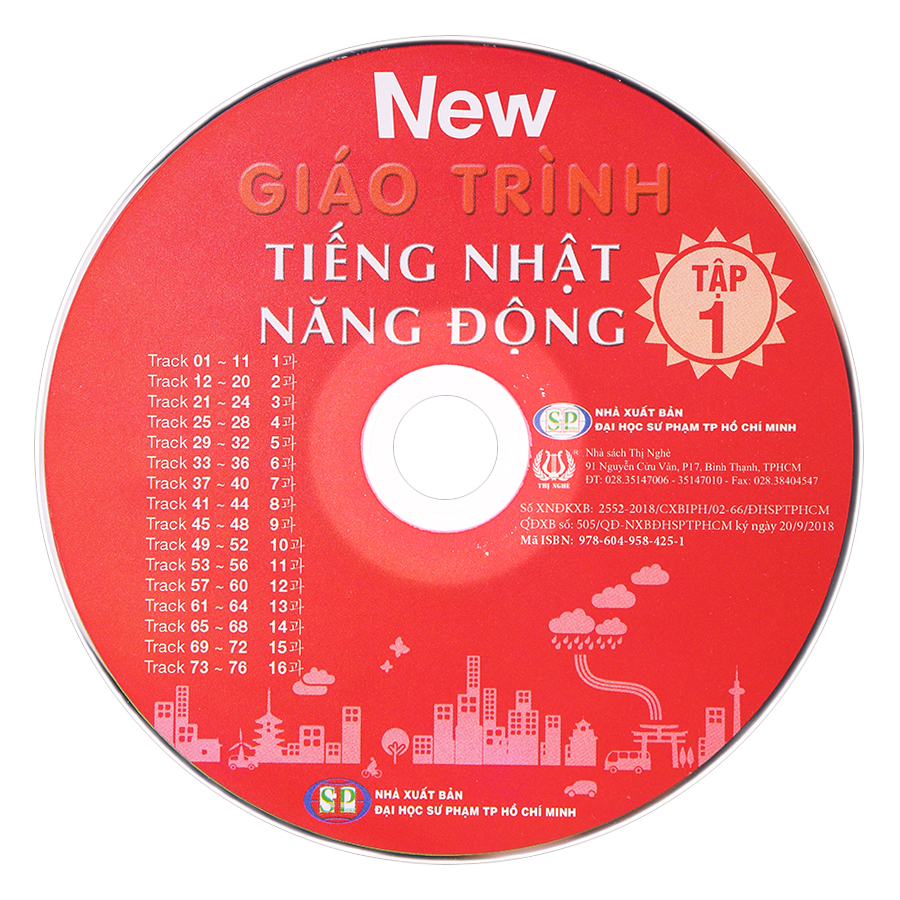 New
GIÁO TRÌNH
TIẾNG NHẬT
NĂNG ĐỘNG
TẬP
1
Track 01 ~ 11 1과
Track 12 ~ 20 2과
Track 21 ~ 24 3과
Track 25 ~ 28 4과
Track 29 ~ 32 5과
Track 33 ~ 36 6과
Track 37 ~ 40 7과
Track 41 ~ 44 8과
Track 45 ~ 48 9과
Track 49 ~ 52 10과
Track 53 ~ 56 11과
Track 57 ~ 60 12과
Track 61 ~ 64 13과
Track 65 ~ 68 14과
Track 69 ~ 72 15과
Track 73 ~ 76 16과
SP
NHÀ XUẤT BẢN
ĐẠI HỌC SƯ PHẠM TP HỒ CHÍ MINH
THỊ NGHÈ
®
Nhà sách Thị Nghè
91 Nguyễn Cửu Vân, P17, Bình Thạnh, TPHCM
ĐT: 028.35147006 - 35147010 - Fax: 028.38404547
Số XNĐKXB: 2552-2018/CXBIPH/02-66/ĐHSPTPHCM
QĐXB số: 505/QĐ-NXBĐHSPTPHCM ký ngày 20/9/2018
Mã ISBN: 978-604-958-425-1
SP
NHÀ XUẤT BẢN
ĐẠI HỌC SƯ PHẠM TP HỒ CHÍ MINH